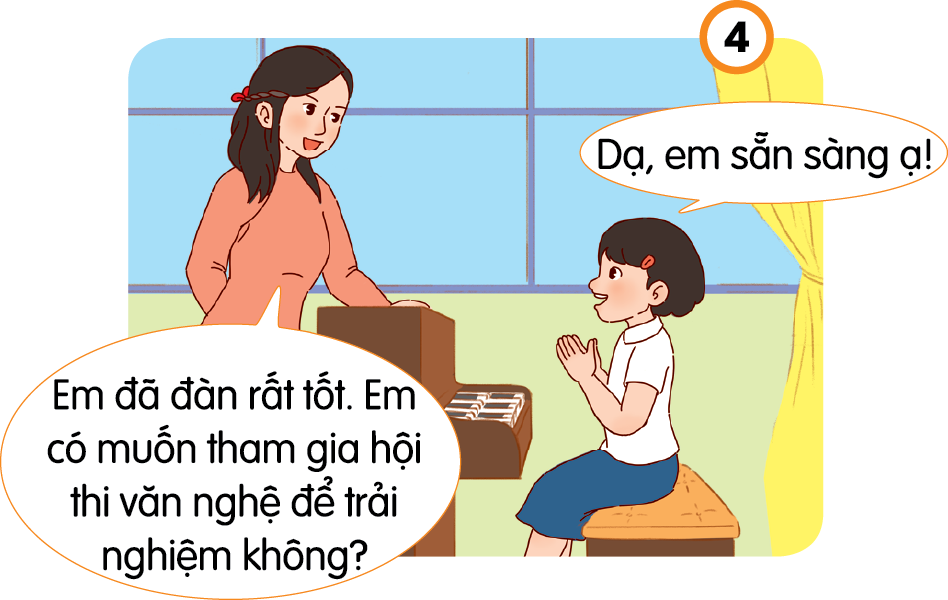 4
Dạ, em sẵn sàng ạ!
Em đã đàn rất tốt. Em
có muốn tham gia hội
thi văn nghệ để trải
nghiệm không?